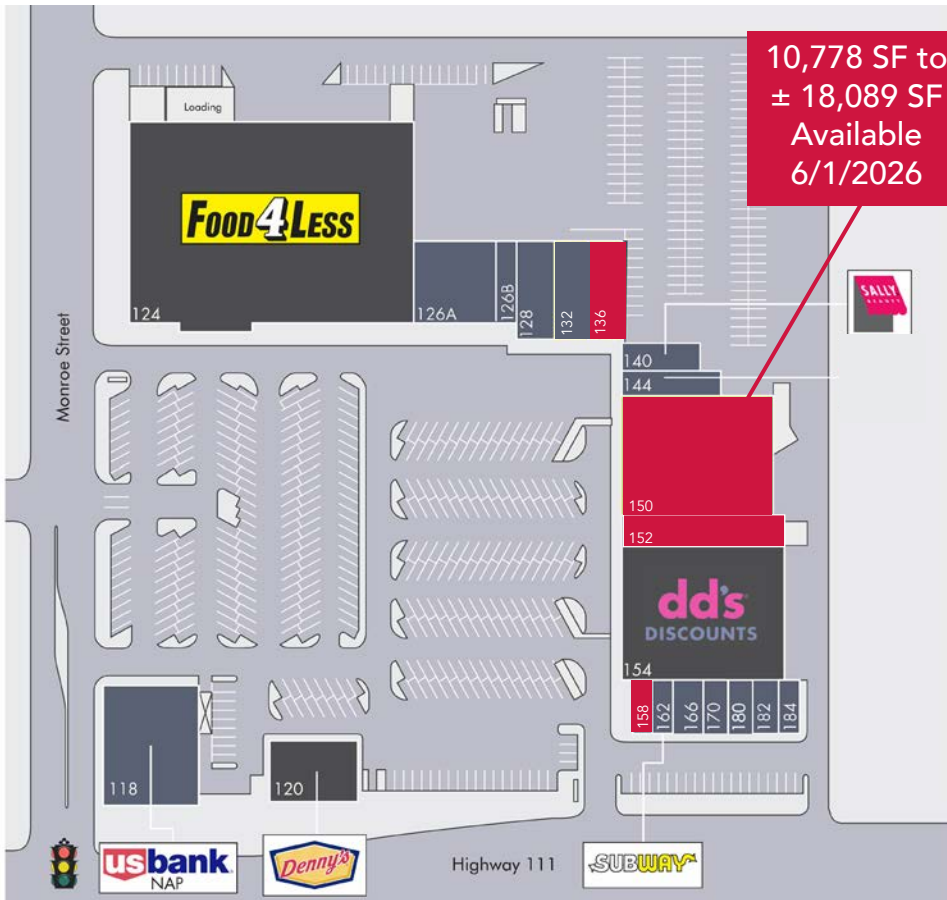 10,778 SF to
± 18,089 SF
Available
6/1/2026
Loading
FOOD4LESS
124
126A
126B
128
132
136
SALLY
BEAUTY
140
144
Monroe Street
150
152
dd's
DISCOUNTS
154
158
162
166
170
180
182
184
118
120
usbank
NAP
Denny's
Highway 111
SUBWAY